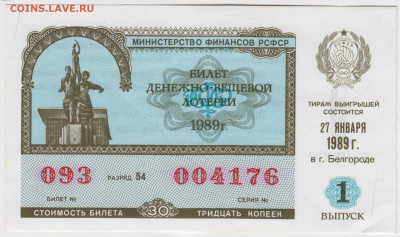 COINS.LAVE.RU
МИНИСТЕРСТВО ФИНАНСОВ РСФСР
БИЛЕТ
ДЕНЕЖНО-ВЕЩЕВОЙ
ЛОТЕРЕИ
1989г.
ТИРАЖ ВЫИГРЫШЕЙ
СОСТОИТСЯ
27 ЯНВАРЯ
1989 г.
в г. Белгороде
093 РАЗРЯД 54 004176
БИЛЕТ № СЕРИЯ №
1
ВЫПУСК
СТОИМОСТЬ БИЛЕТА 30 ТРИДЦАТЬ КОПЕЕК